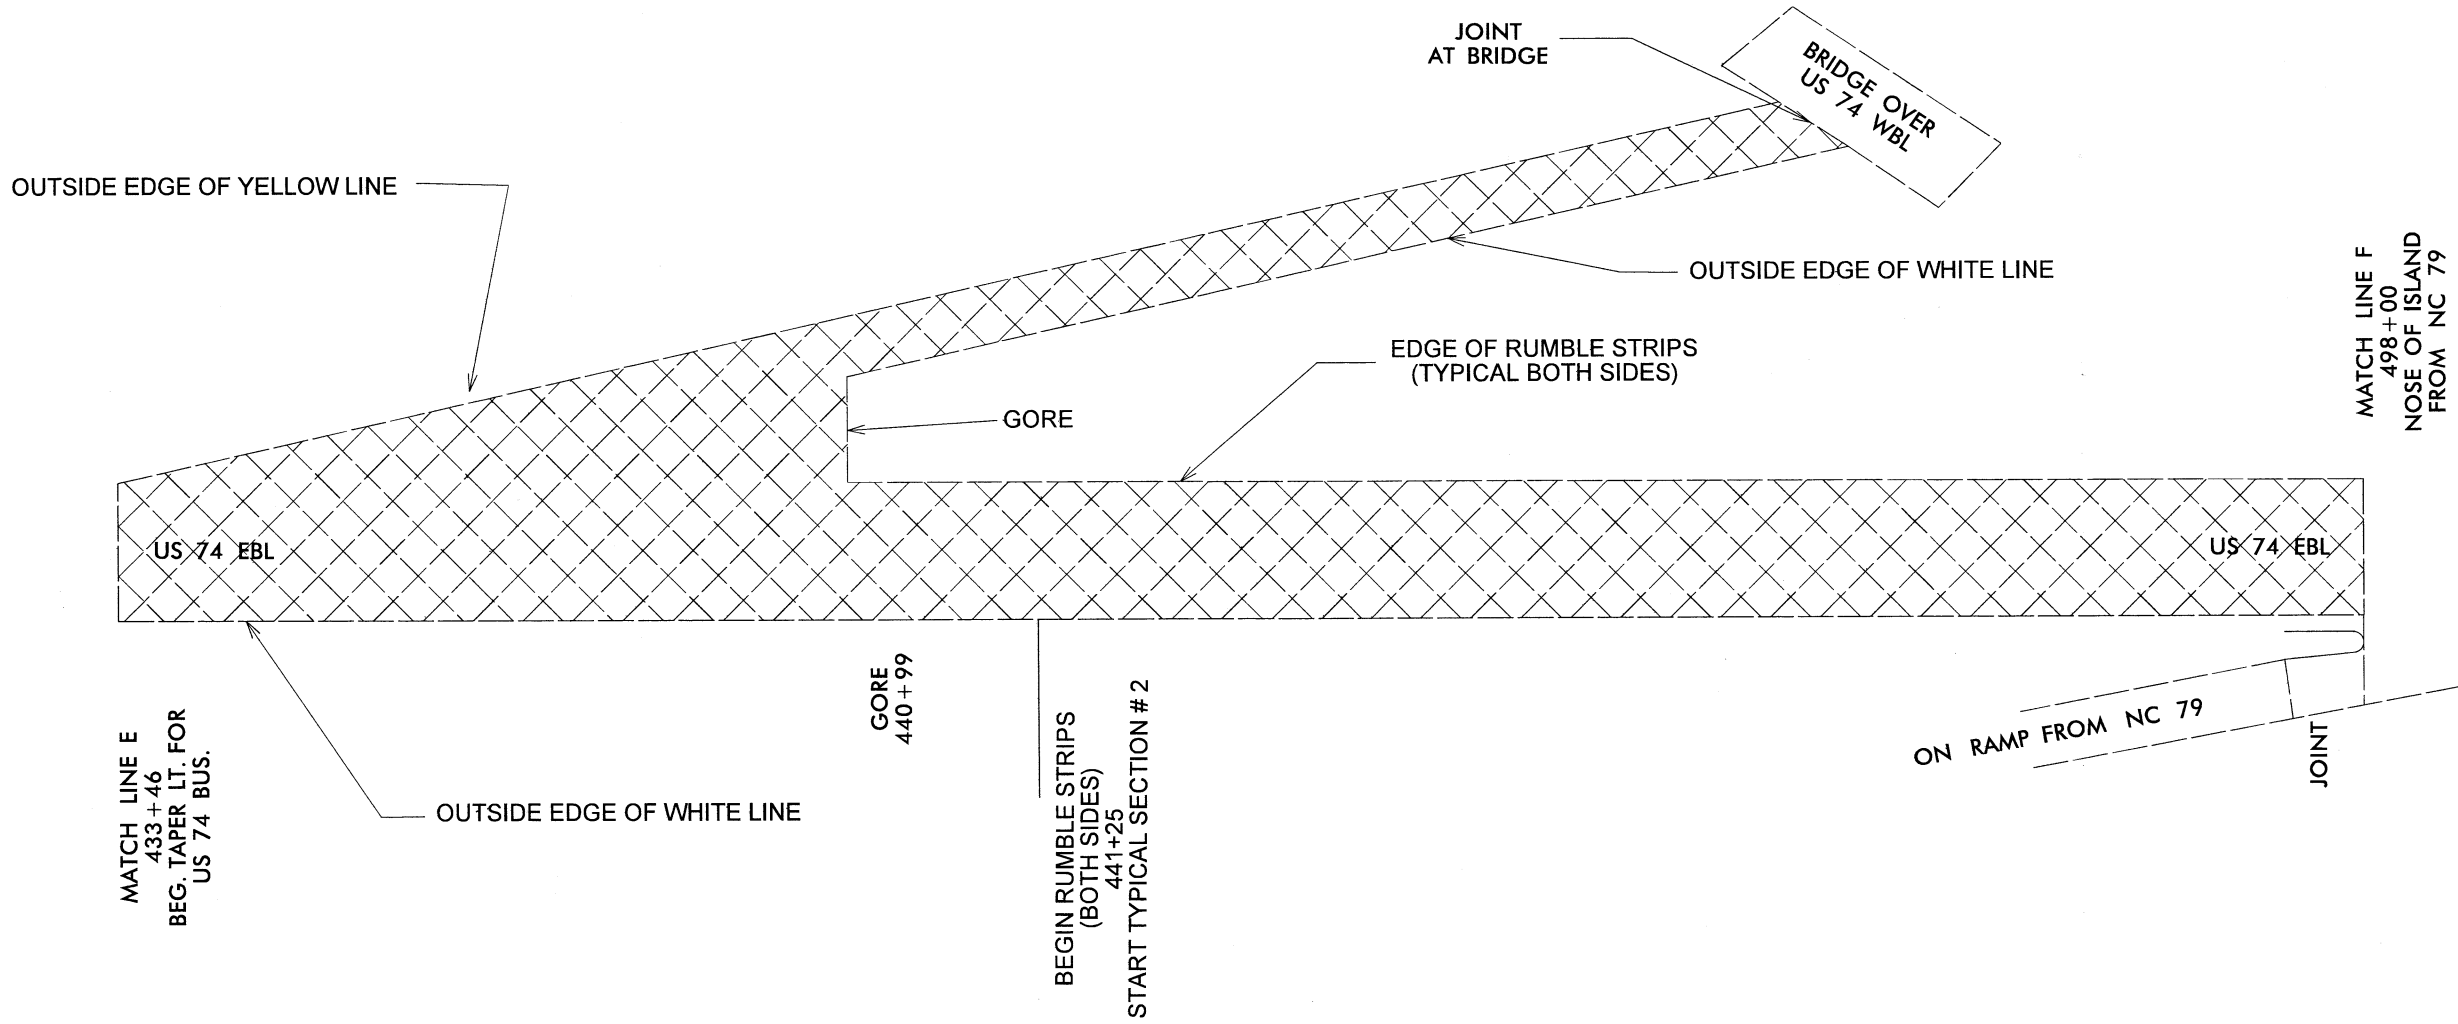 JOINT
AT BRIDGE
BRIDGE OVER
US 74 WBL
OUTSIDE EDGE OF YELLOW LINE
OUTSIDE EDGE OF WHITE LINE
MATCH LINE F
498+00
NOSE OF ISLAND
FROM NC 79
EDGE OF RUMBLE STRIPS
(TYPICAL BOTH SIDES)
GORE
US 74 EBL
US 74 EBL
MATCH LINE E
433+46
BEG. TAPER LT. FOR
US 74 BUS.
OUTSIDE EDGE OF WHITE LINE
GORE
440+99
BEGIN RUMBLE STRIPS
(BOTH SIDES)
441+25
START TYPICAL SECTION # 2
ON RAMP FROM NC 79
JOINT